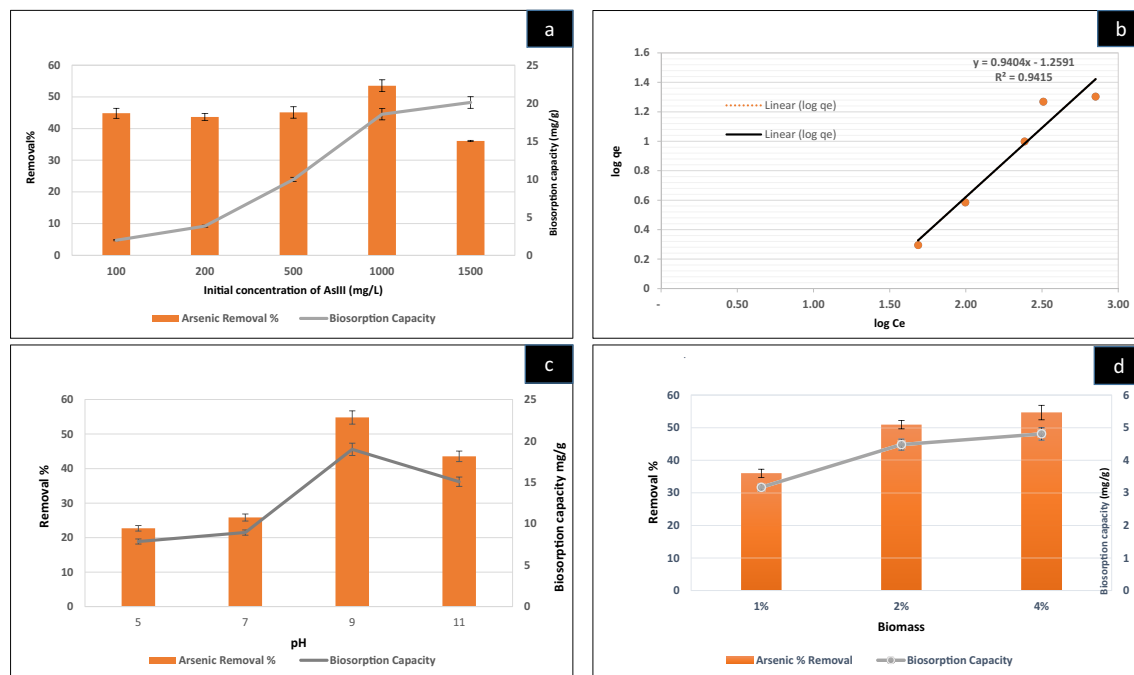 a
60
50
40
30
20
10
0
25
20
15
10
5
0
Removal%
Biosorption capacity (mg/g)
100 200 500 1000 1500
Initial concentration of AsIII (mg/L)
Arsenic Removal % Biosorption Capacity
b
1.6
1.4
1.2
1
0.8
0.6
0.4
0.2
0
log qe
y = 0.9404x - 1.2591
R² = 0.9415
Linear (log qe)
Linear (log qe)
- 0.50 1.00 1.50 2.00 2.50 3.00
log Ce
c
60
50
40
30
20
10
0
25
20
15
10
5
0
Removal %
Biosorption capacity mg/g
5 7 9 11
pH
Arsenic Removal % Biosorption Capacity
d
60
50
40
30
20
10
0
6
5
4
3
2
1
0
Removal %
Biosorption capacity (mg/g)
1% 2% 4%
Biomass
Arsenic % Removal Biosorption Capacity